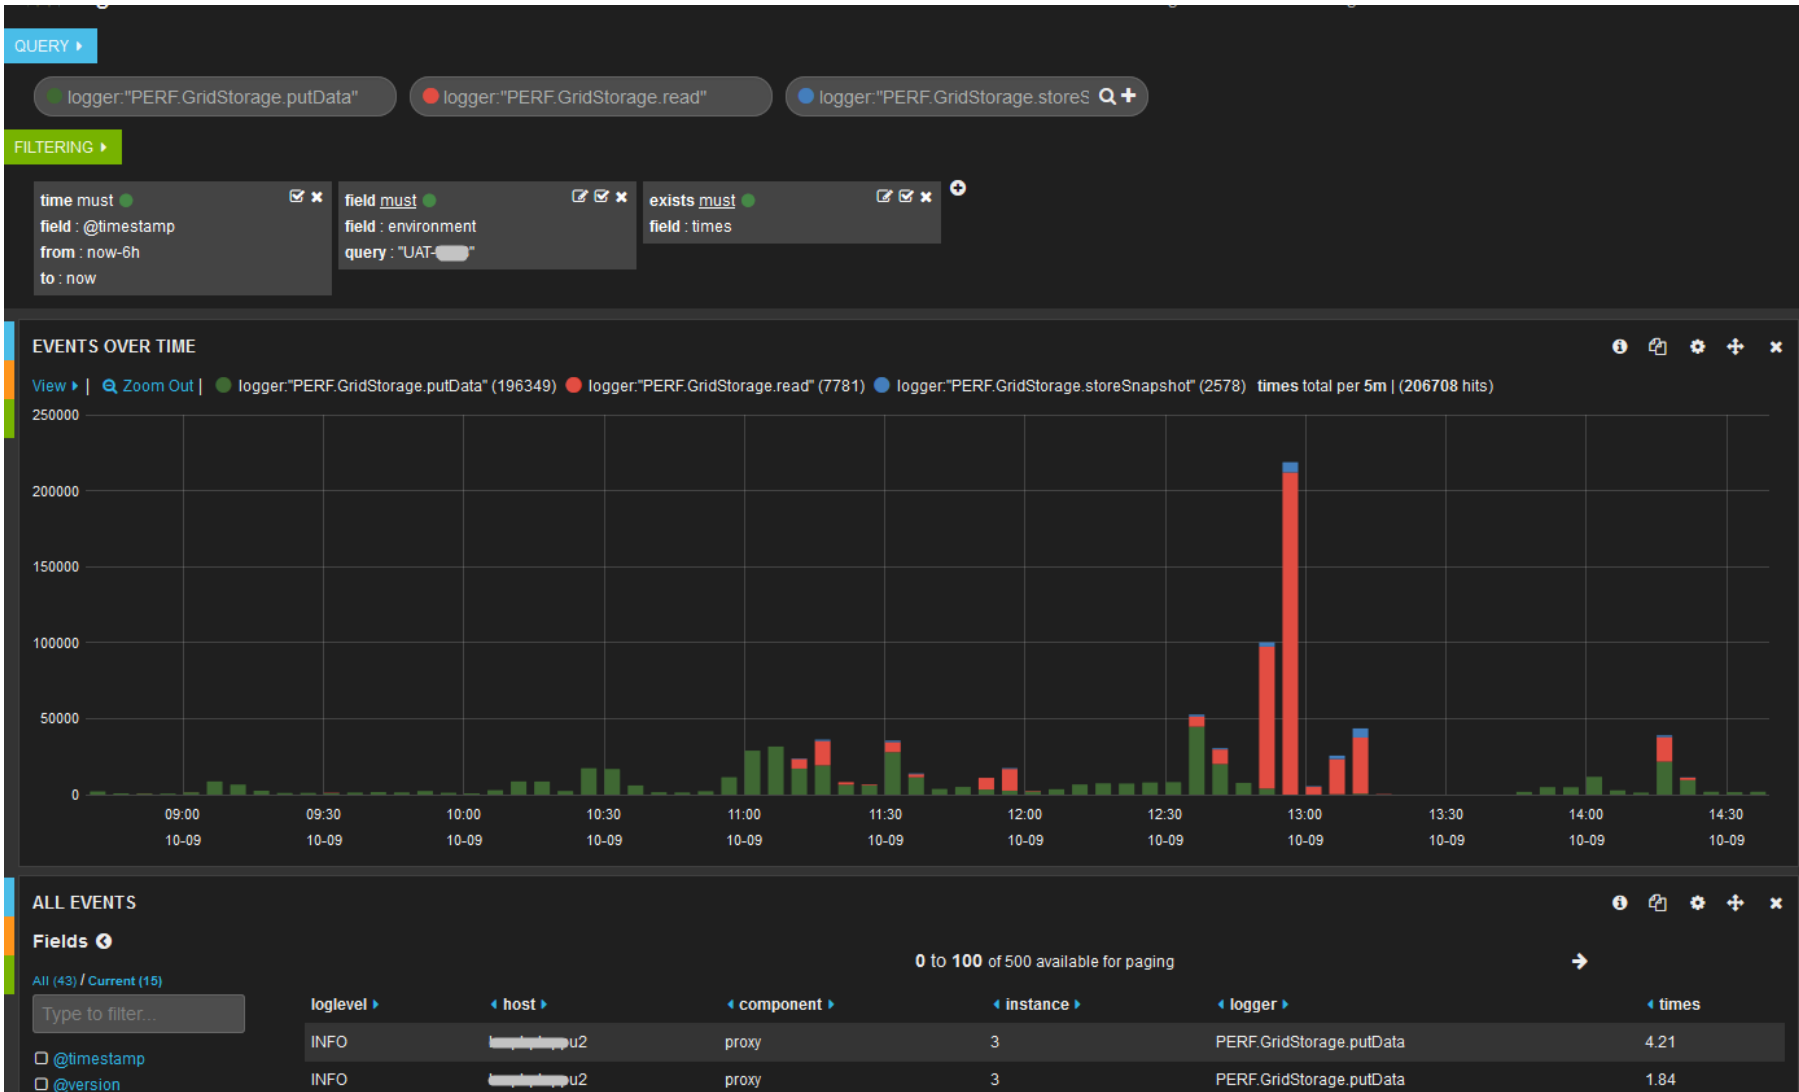 QUERY
logger:"PERF.GridStorage.putData" logger:"PERF.GridStorage.read" logger:"PERF.GridStorage.storeS
FILTERING
time must
field : @timestamp
from : now-6h
to : now
field must
field : environment
query : "UAT- "
exists must
field : times
EVENTS OVER TIME
View | Zoom Out | logger:"PERF.GridStorage.putData" (196349) logger:"PERF.GridStorage.read" (7781) logger:"PERF.GridStorage.storeSnapshot" (2578) times total per 5m | (206708 hits)
250000
200000
150000
100000
50000
0
09:00 09:30 10:00 10:30 11:00 11:30 12:00 12:30 13:00 13:30 14:00 14:30
10-09 10-09 10-09 10-09 10-09 10-09 10-09 10-09 10-09 10-09 10-09 10-09
ALL EVENTS
Fields
0 to 100 of 500 available for paging
All (43) / Current (15)
Type to filter...
@timestamp
@version
loglevel host component instance logger times
INFO u2 proxy 3 PERF.GridStorage.putData 4.21
INFO u2 proxy 3 PERF.GridStorage.putData 1.84